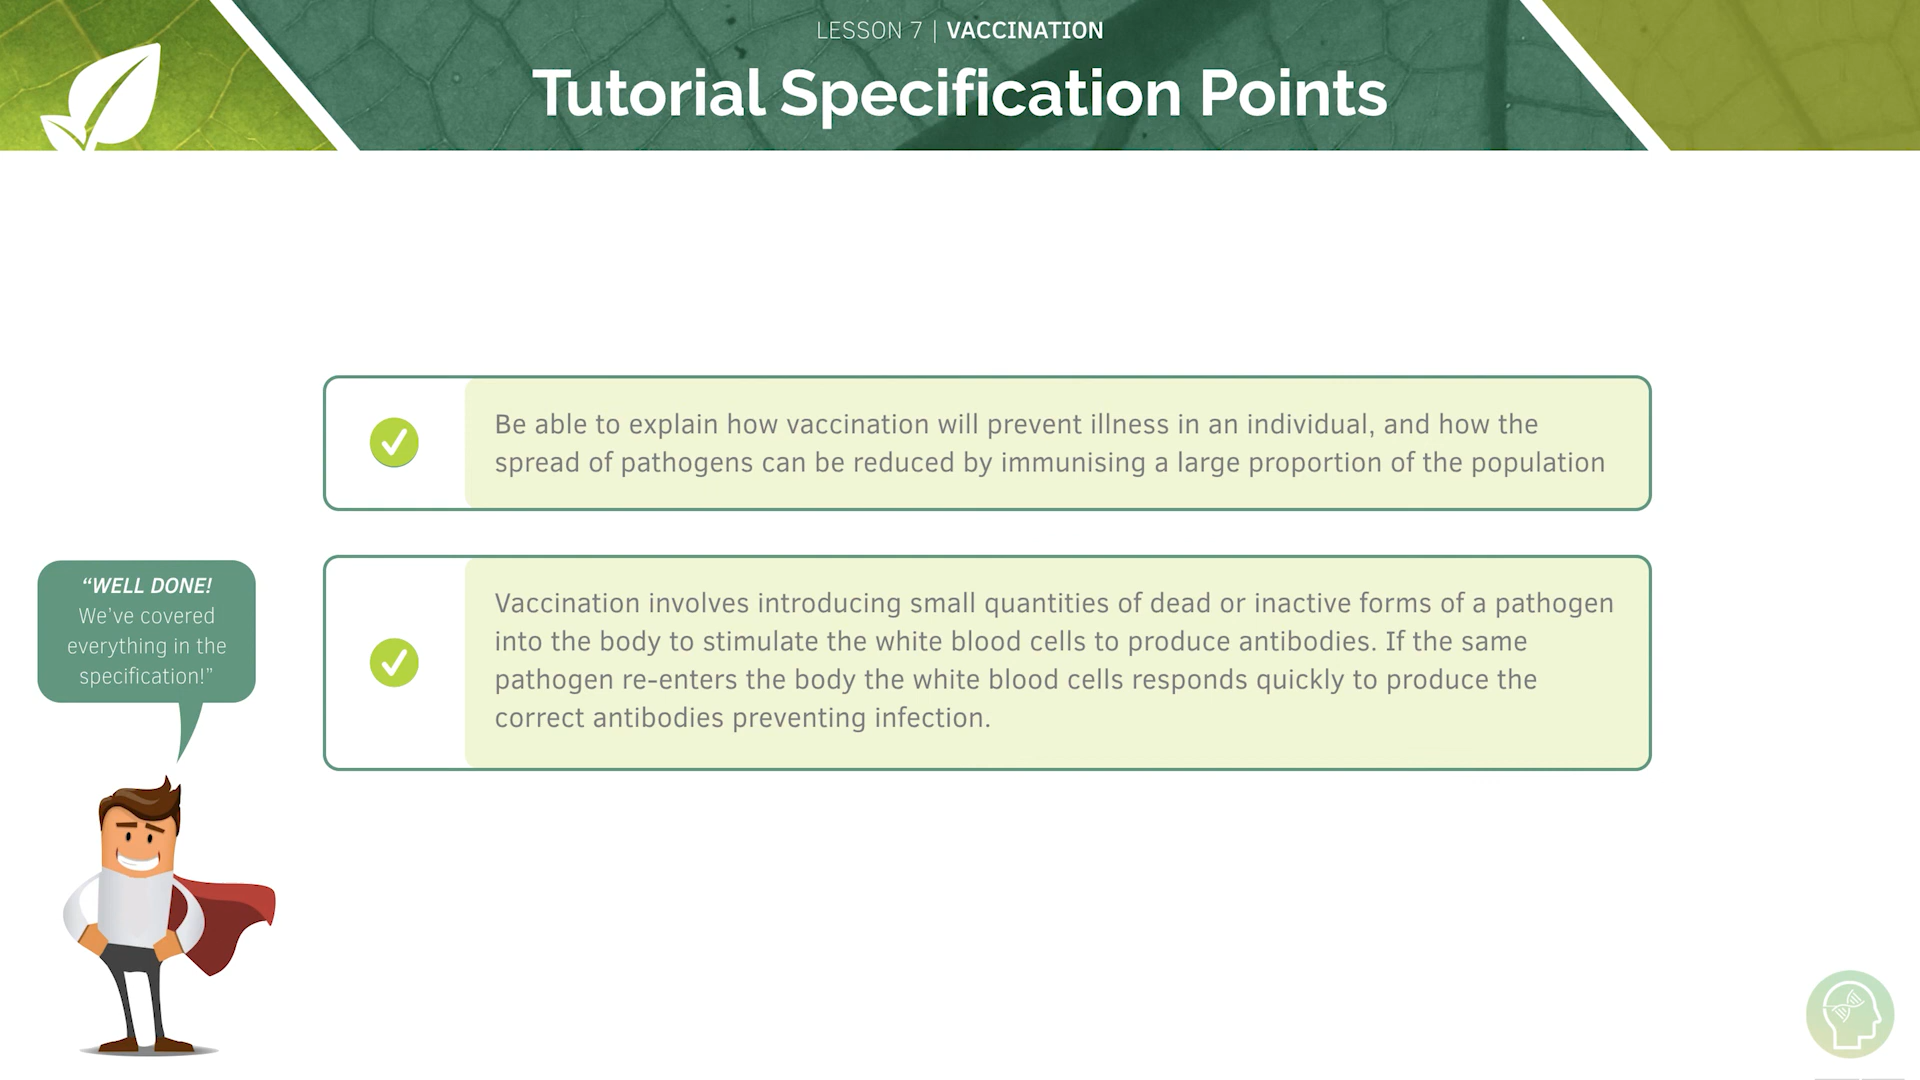 LESSON 7 | VACCINATION
Tutorial Specification Points
Be able to explain how vaccination will prevent illness in an individual, and how the
spread of pathogens can be reduced by immunising a large proportion of the population
“WELL DONE!
We’ve covered
everything in the
specification!”
Vaccination involves introducing small quantities of dead or inactive forms of a pathogen
into the body to stimulate the white blood cells to produce antibodies. If the same
pathogen re-enters the body the white blood cells responds quickly to produce the
correct antibodies preventing infection.